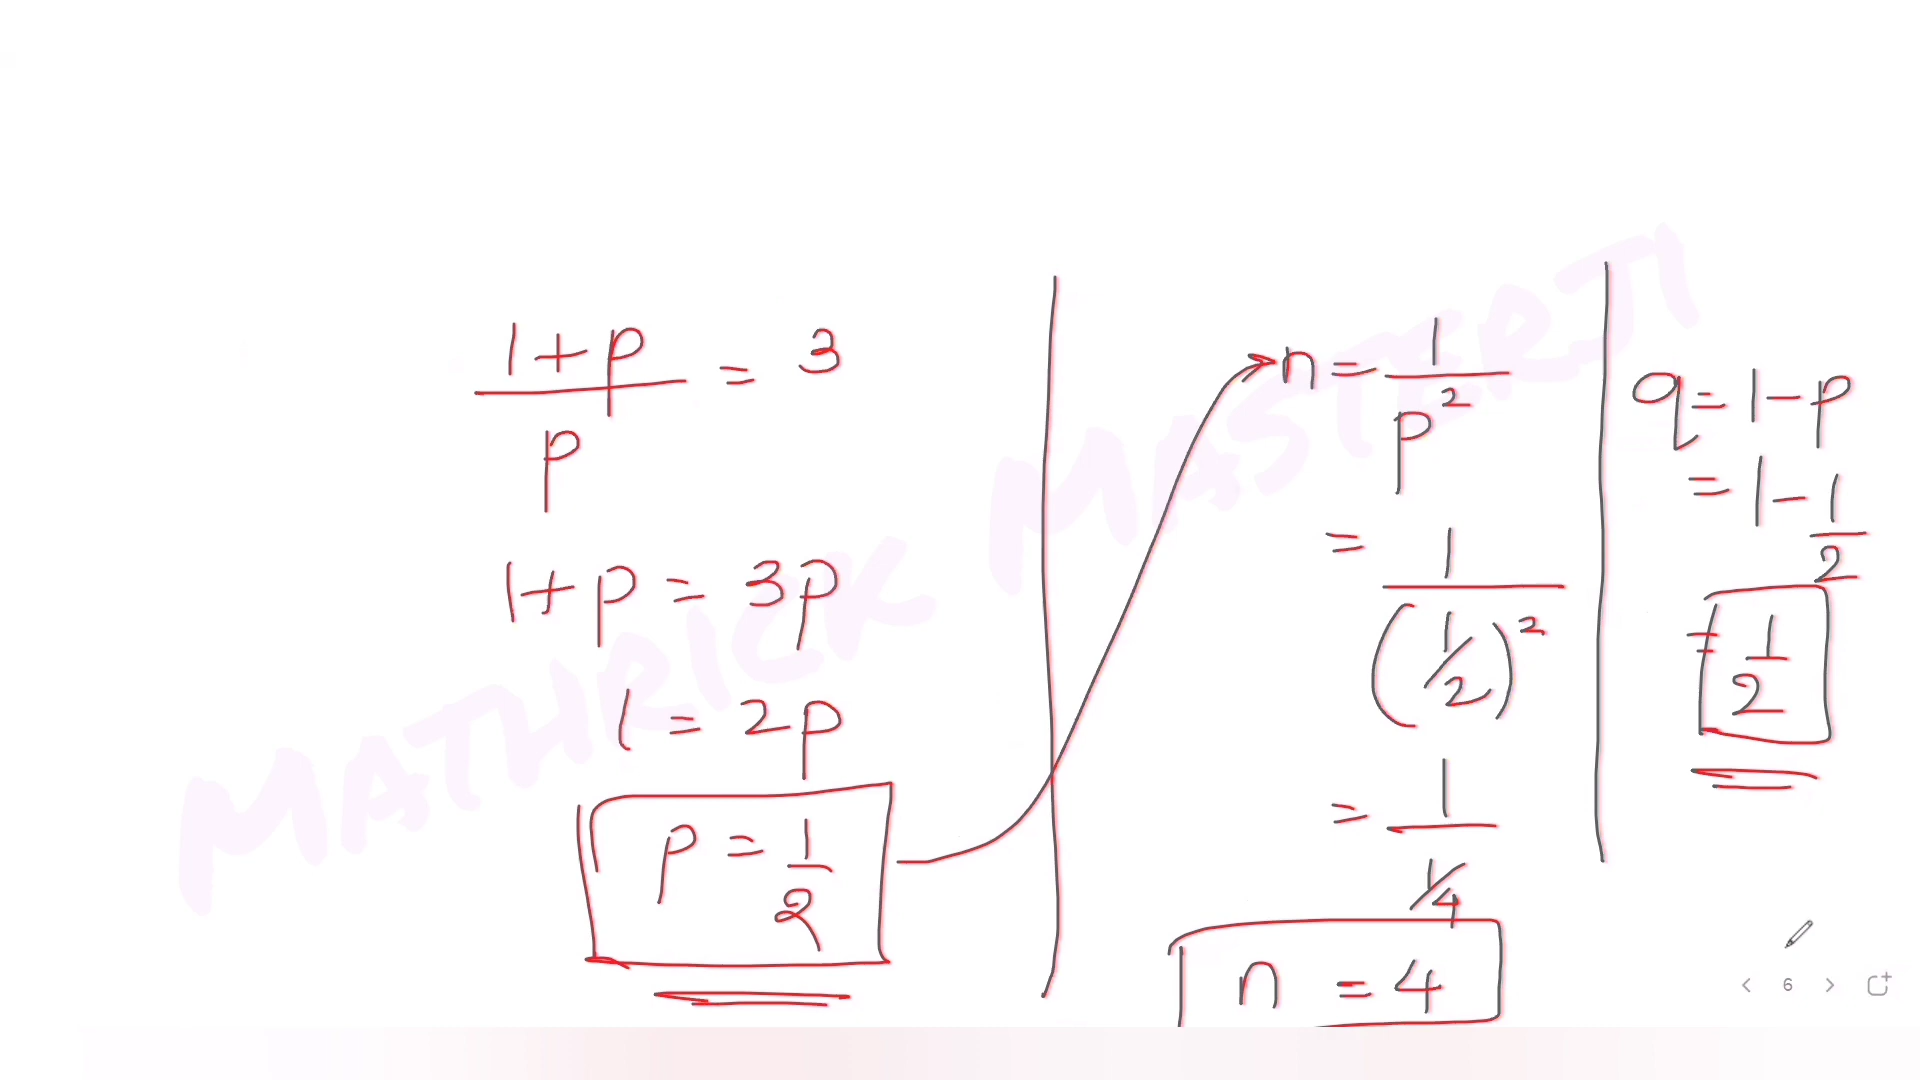 1+p/p = 3
1+p = 3p
1 = 2p
p = 1/2
n = 1/p²
= 1/(1/2)²
= 1/1/4
n = 4
q = 1-p
= 1-1/2
= 1/2
MATHRICK MASTERJI
6